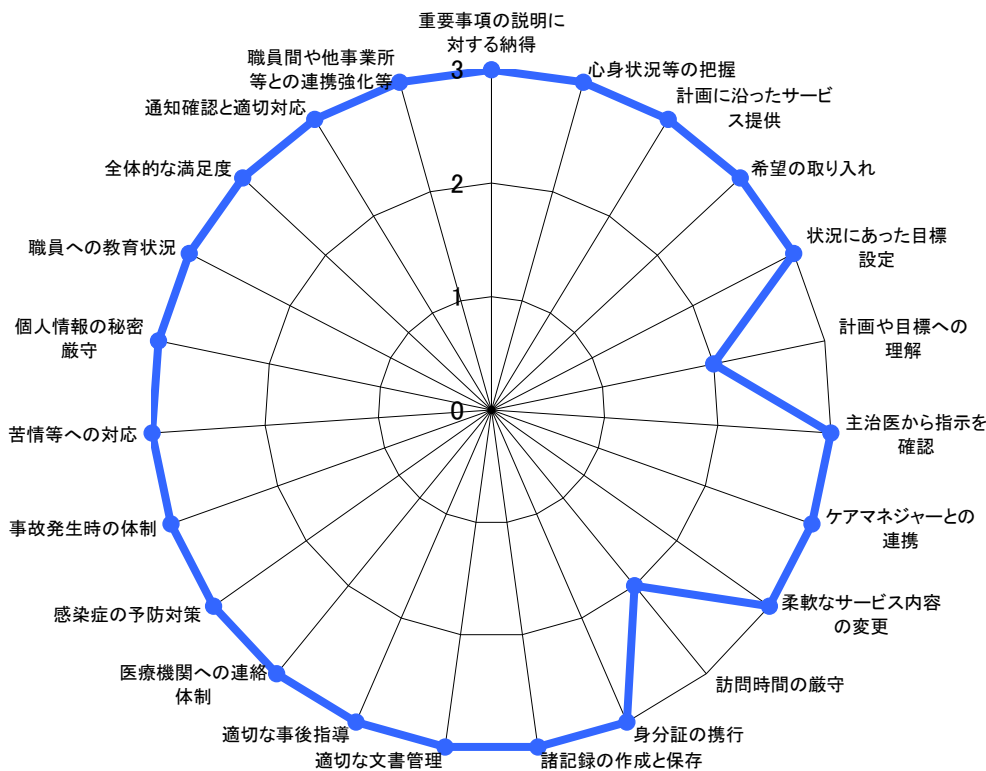 重要事項の説明に
対する納得
心身状況等の把握
計画に沿ったサービ
ス提供
希望の取り入れ
状況にあった目標
設定
計画や目標への
理解
主治医から指示を
確認
ケアマネジャーとの
連携
柔軟なサービス内容
の変更
訪問時間の厳守
身分証の携行
諸記録の作成と保存
適切な文書管理
適切な事後指導
医療機関への連絡
体制
感染症の予防対策
事故発生時の体制
苦情等への対応
個人情報の秘密
厳守
職員への教育状況
全体的な満足度
通知確認と適切対応
職員間や他事業所
等との連携強化等
3
2
1
0